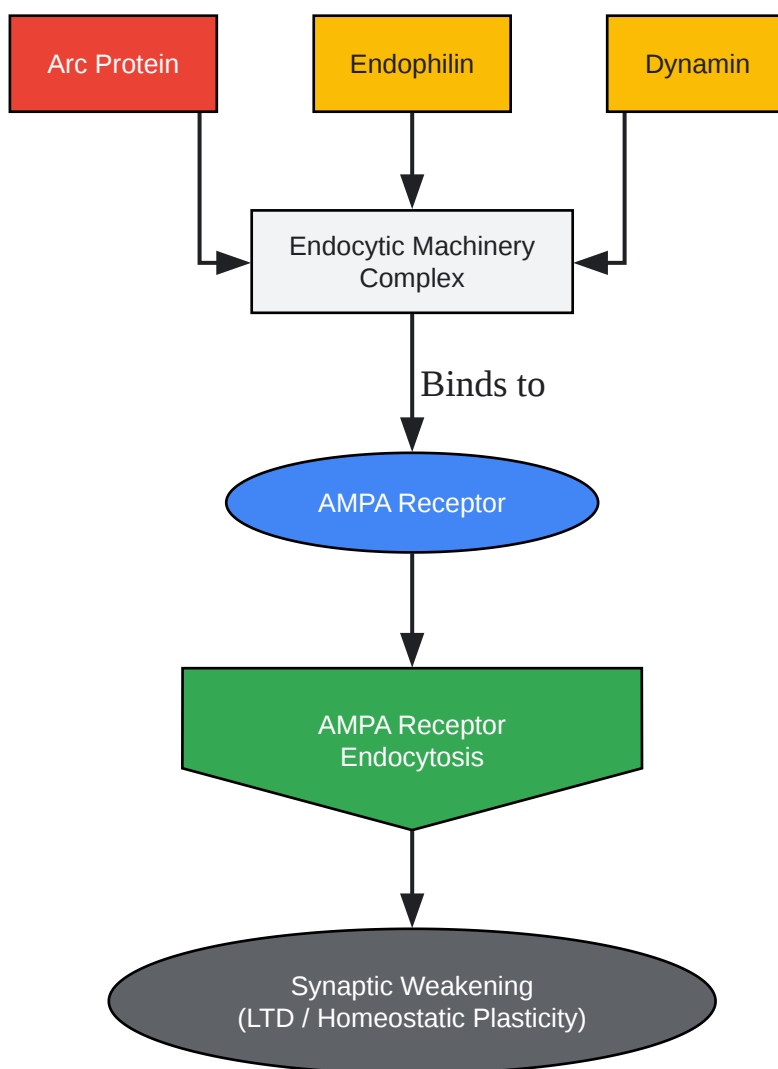 Arc Protein
Endophilin
Dynamin
Endocytic Machinery
Complex
Binds to
AMPA Receptor
AMPA Receptor
Endocytosis
Synaptic Weakening
(LTD / Homeostatic Plasticity)